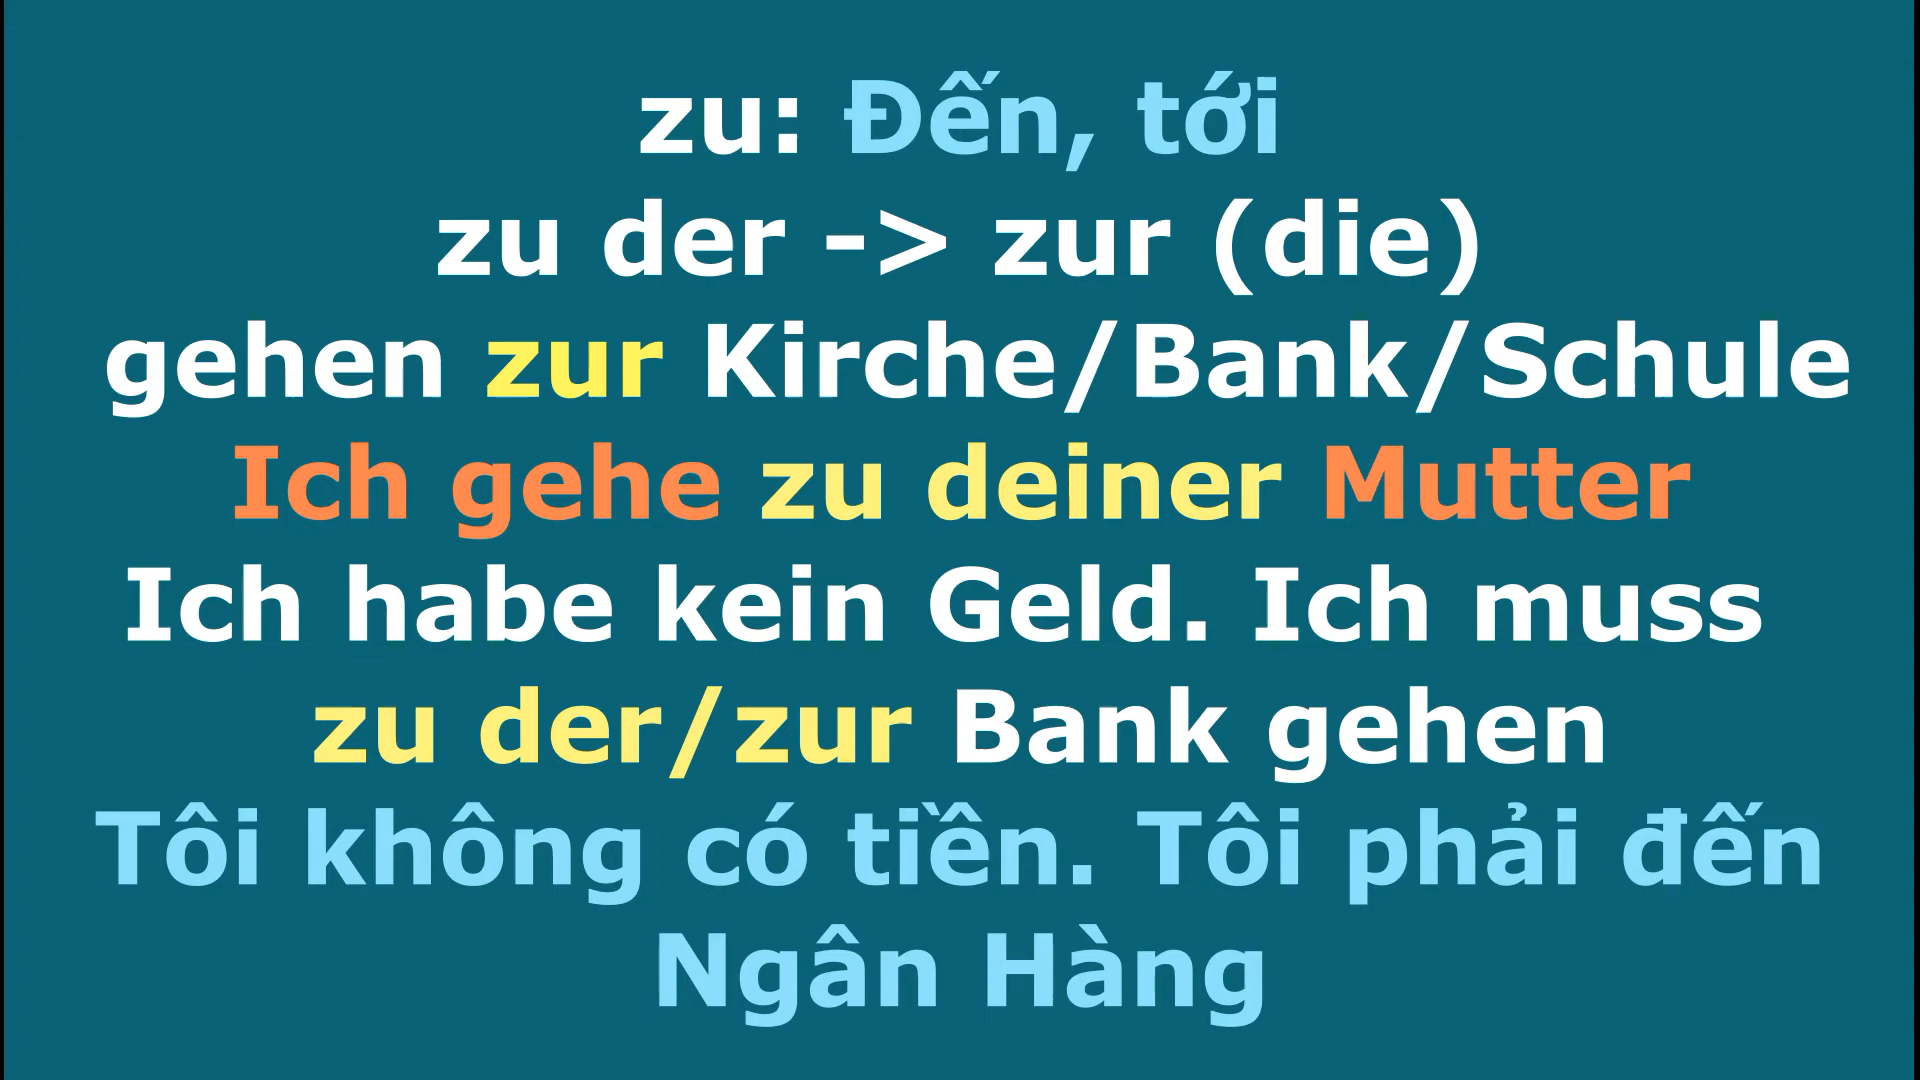 zu: Đến, tới
zu der -> zur (die)
gehen zur Kirche/Bank/Schule
Ich gehe zu deiner Mutter
Ich habe kein Geld. Ich muss
zu der/zur Bank gehen
Tôi không có tiền. Tôi phải đến
Ngân Hàng